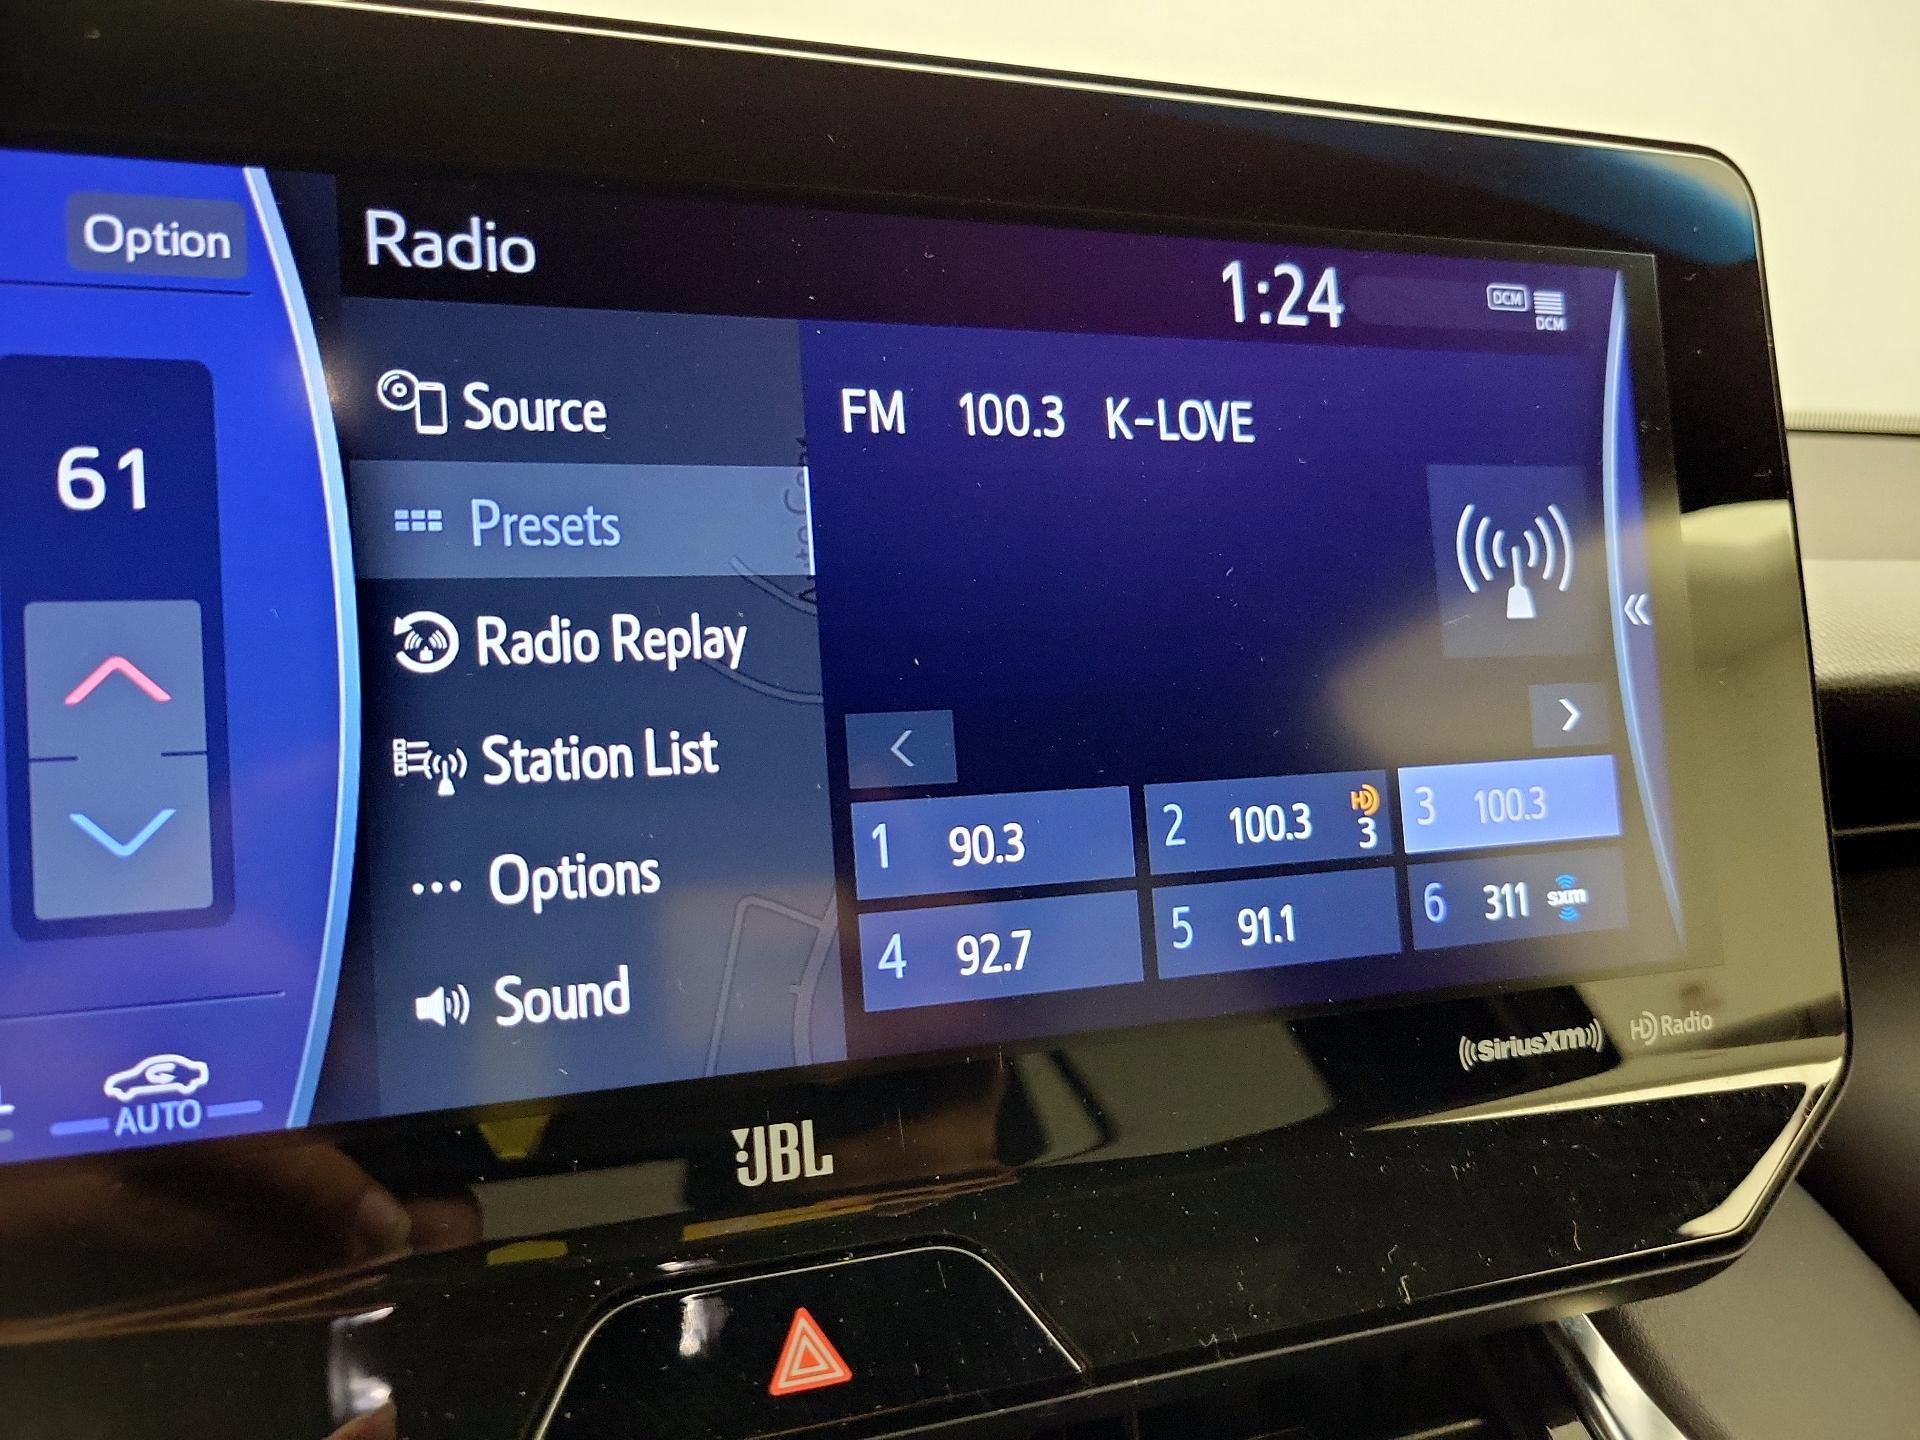 Option
61
AUTO
Radio
1:24
DCM
DCM
Source
Presets
Radio Replay
Station List
Options
Sound
FM 100.3 K-LOVE
1 90.3
2 100.3 HD 3
3 100.3
4 92.7
5 91.1
6 311 sxm
((SiriusXM))
HD Radio
JBL